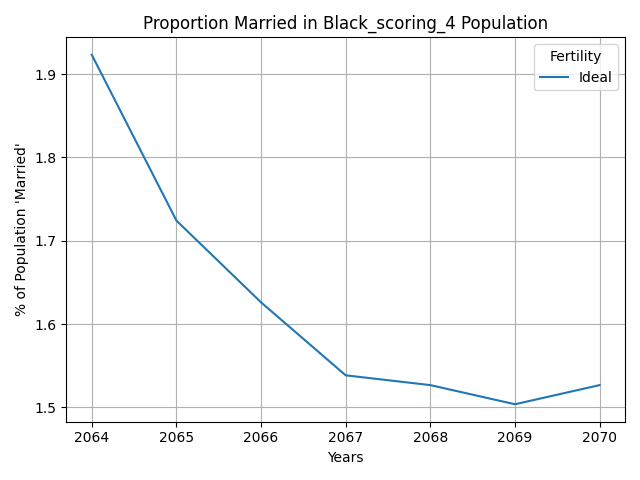 Proportion Married in Black_scoring_4 Population
Fertility
Ideal
% of Population 'Married'
1.9
1.8
1.7
1.6
1.5
2064 2065 2066 2067 2068 2069 2070
Years